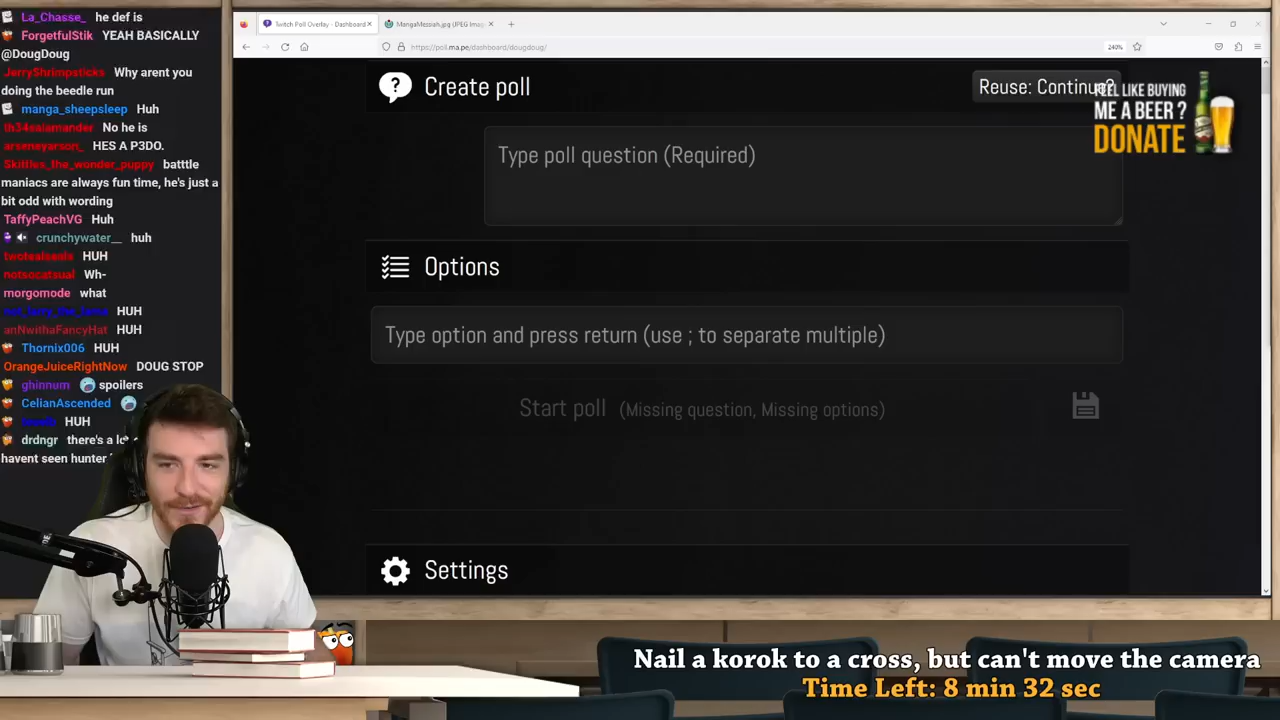 La_Chasse_ he def is
ForgetfulStik YEAH BASICALLY
@DougDoug
JerryShrimpsticks Why arent you
doing the beedle run
manga_sheepsleep Huh
th34salamander No he is
arseneyarson_ HES A P3DO.
Skittles_the_wonder_puppy battle
maniacs are always fun time, he's just a
bit odd with wording
TaffyPeachVG Huh
crunchywater__ huh
twotealseals HUH
notsocatsual Wh-
morgomode what
HUH
anNwithaFancyHat HUH
Thornix006 HUH
OrangeJuiceRightNow DOUG STOP
ghinnum spoilers
CelianAscended
HUH
drdngr there's a lo
havent seen hunter
Twitch Poll Overlay - Dashboard
MangaMessiah.jpg (JPEG Imag
https://poll.ma.pe/dashboard/dougdoug/
240%
Create poll
Reuse: Continue?
FEEL LIKE BUYING
ME A BEER ?
DONATE
Type poll question (Required)
Options
Type option and press return (use ; to separate multiple)
Start poll (Missing question, Missing options)
Settings
Nail a korok to a cross, but can't move the camera
Time Left: 8 min 32 sec